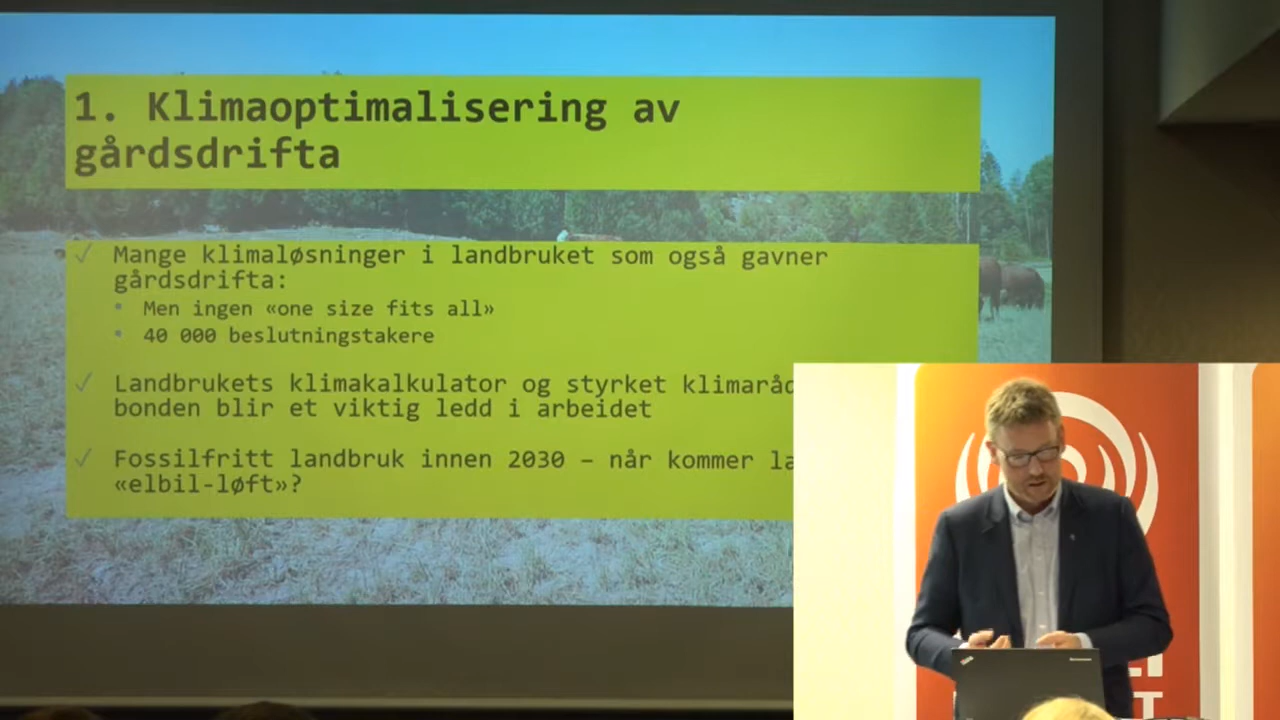 1. Klimaoptimalisering av
gårdsdrifta
Mange klimaløsninger i landbruket som også gavner
gårdsdrifta:
Men ingen «one size fits all»
40 000 beslutningstakere
Landbrukets klimakalkulator og styrket
bonden blir et viktig ledd i arbeidet
Fossilfritt landbruk innen 2030 – når kommer
«elbil-løft»?